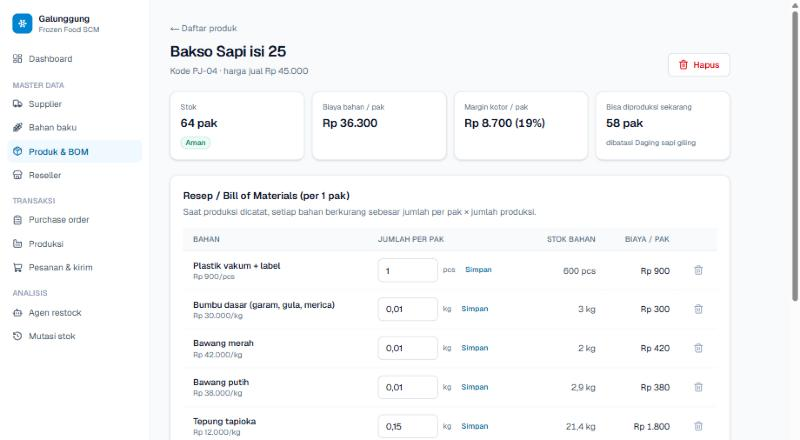 Galunggung
Frozen Food SCM
Dashboard
MASTER DATA
Supplier
Bahan baku
Produk & BOM
Reseller
TRANSAKSI
Purchase order
Produksi
Pesanan & kirim
ANALISIS
Agen restock
Mutasi stok
← Daftar produk
Bakso Sapi isi 25
Kode PJ-04 · harga jual Rp 45.000
Hapus
Stok
64 pak
Aman
Biaya bahan / pak
Rp 36.300
Margin kotor / pak
Rp 8.700 (19%)
Bisa diproduksi sekarang
58 pak
dibatasi Daging sapi giling
Resep / Bill of Materials (per 1 pak)
Saat produksi dicatat, setiap bahan berkurang sebesar jumlah per pak × jumlah produksi.
BAHAN JUMLAH PER PAK STOK BAHAN BIAYA / PAK
Plastik vakum + label 1 pcs Simpan 600 pcs Rp 900
Rp 900/pcs
Bumbu dasar (garam, gula, merica) 0,01 kg Simpan 3 kg Rp 300
Rp 30.000/kg
Bawang merah 0,01 kg Simpan 2 kg Rp 420
Rp 42.000/kg
Bawang putih 0,01 kg Simpan 2,9 kg Rp 380
Rp 38.000/kg
Tepung tapioka 0,15 kg Simpan 21,4 kg Rp 1.800
Rp 12.000/kg